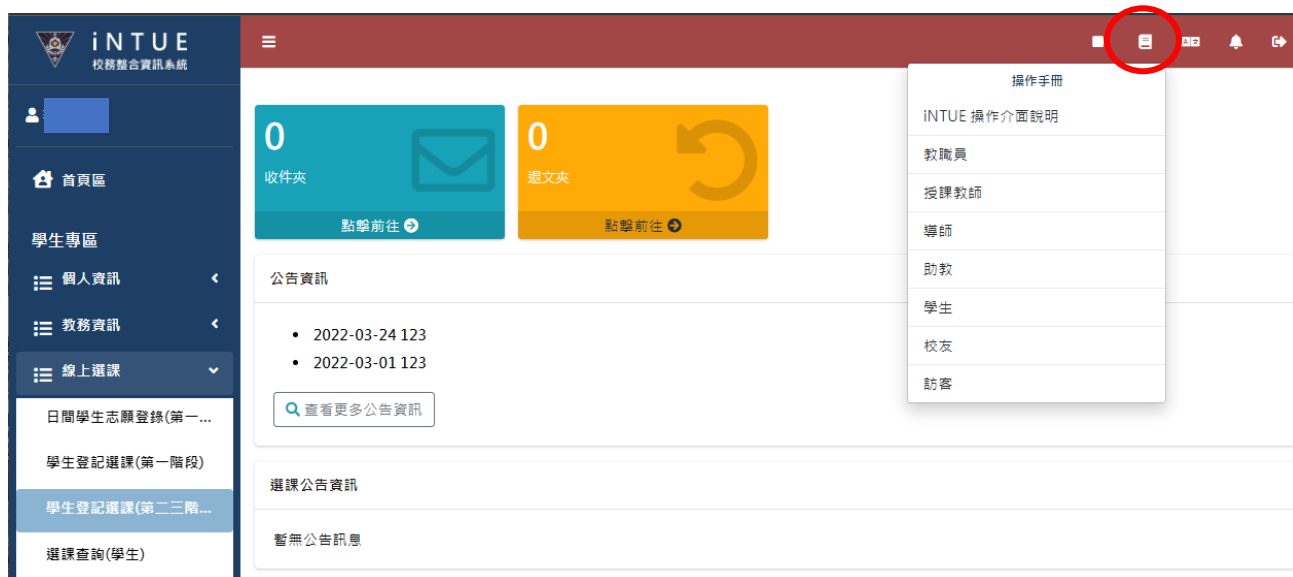 iNTUE
校務整合資訊系統
首頁區
學生專區
個人資訊
教務資訊
線上選課
日間學生志願登錄(第一...
學生登記選課(第一階段)
學生登記選課(第二三階...
選課查詢(學生)
0
收件夾
點擊前往
0
退文夾
點擊前往
公告資訊
2022-03-24 123
2022-03-01 123
查看更多公告資訊
選課公告資訊
暫無公告訊息
操作手冊
iNTUE 操作介面說明
教職員
授課教師
導師
助教
學生
校友
訪客